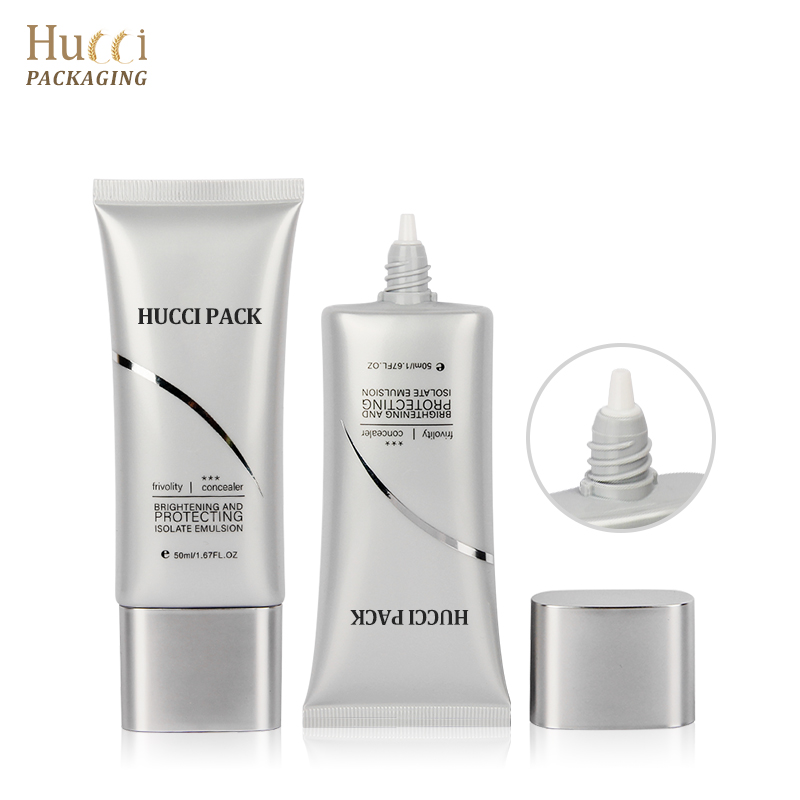 Hucci
PACKAGING
HUCCI PACK
frivolity | concealer
BRIGHTENING AND
PROTECTING
ISOLATE EMULSION
e 50ml/1.67FL.OZ
e 50ml/1.67FL.OZ
ISOLATE EMULSION
PROTECTING
BRIGHTENING AND
frivolity | concealer
HUCCI PACK